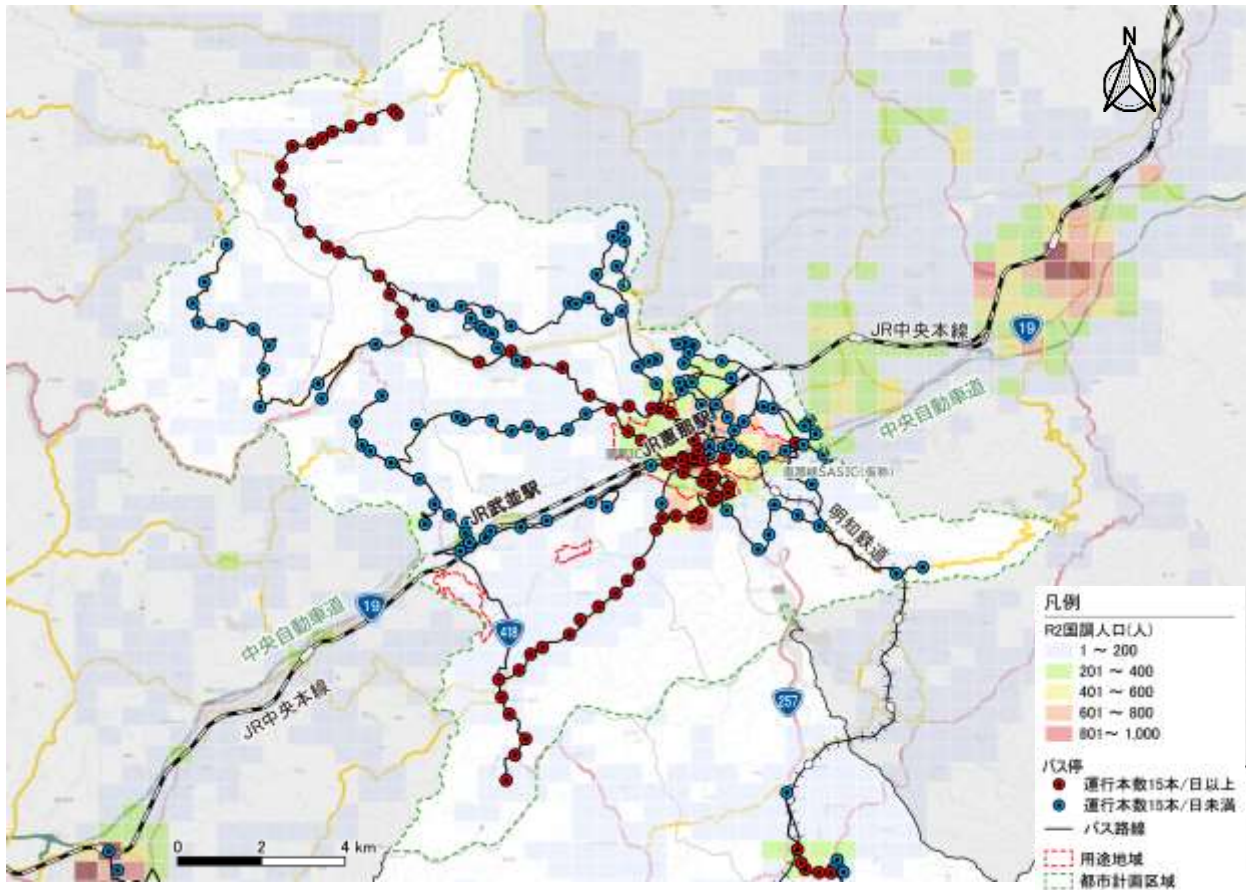 N
JR中央本線
19
中央自動車道
JR恵那駅
恵那峡SASIC(仮称)
JR武並駅
明知鉄道
19
中央自動車道
418
JR中央本線
257
0 2 4 km
凡例
R2国調人口(人)
1 ～ 200
201 ～ 400
401 ～ 600
601 ～ 800
801～ 1,000
バス停
運行本数15本/日以上
運行本数15本/日未満
バス路線
用途地域
都市計画区域